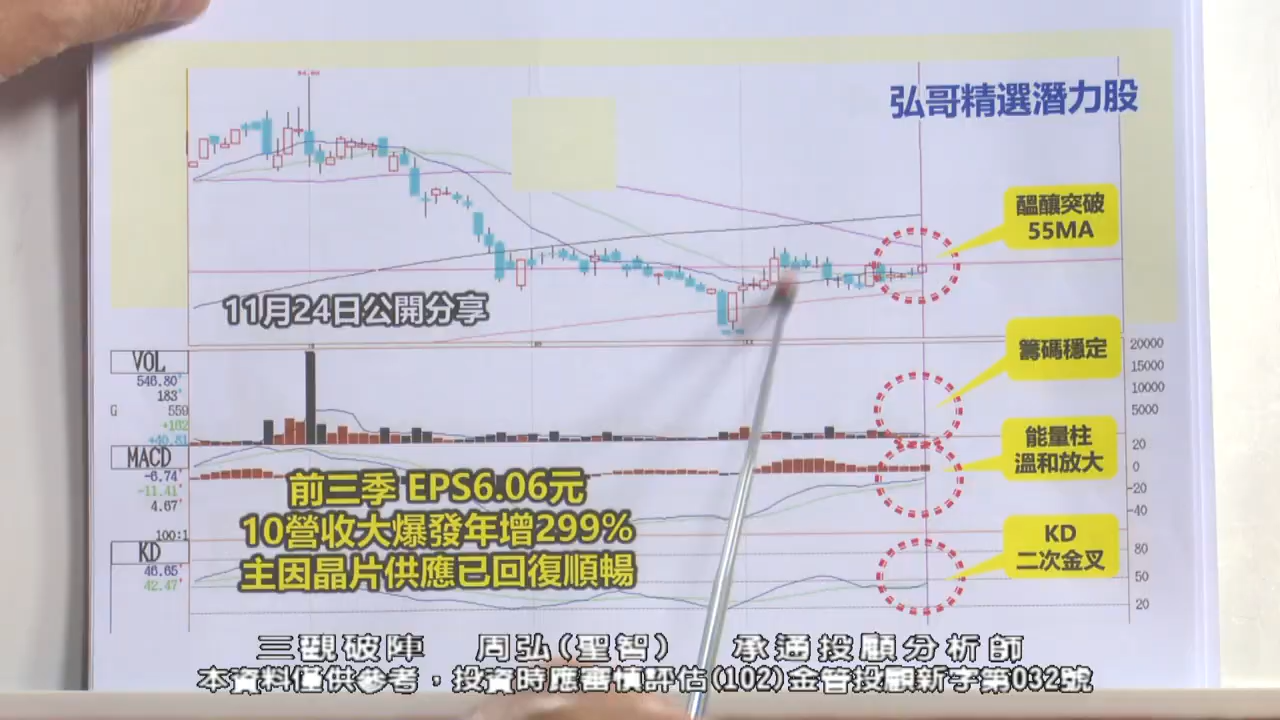 弘哥精選潛力股
醞釀突破
55MA
11月24日公開分享
籌碼穩定
VOL
546.80
183
G 559
+102
+40.81
20000
15000
10000
5000
能量柱
溫和放大
MACD
-6.74
-11.41
4.67
20
0
-20
-40
前三季 EPS6.06元
10營收大爆發年增299%
主因晶片供應已回復順暢
100:1
KD
46.65
42.47
KD
二次金叉
80
50
20
三觀破陣 周弘(聖智) 承通投顧分析師
本資料僅供參考，投資時應審慎評估(102)金管投顧新字第032號